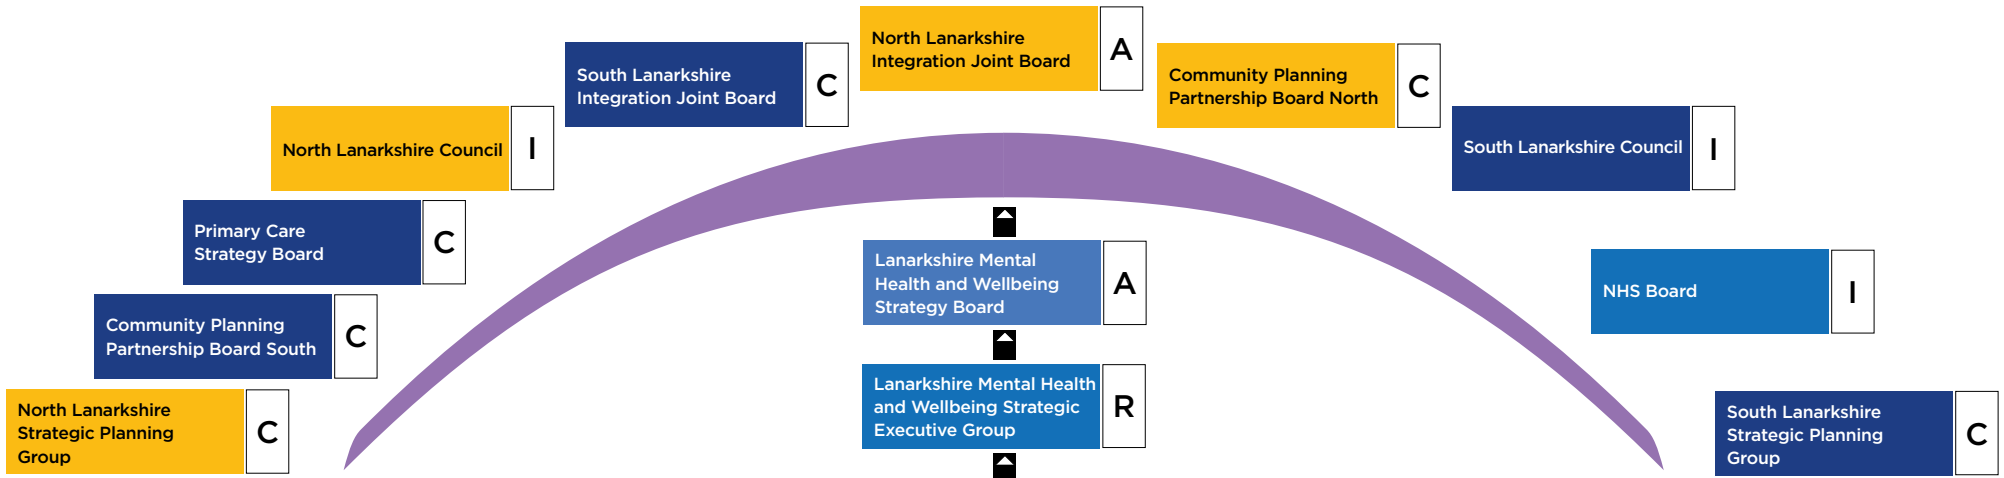 North Lanarkshire
Integration Joint Board
A
South Lanarkshire
Integration Joint Board
C
Community Planning
Partnership Board North
C
North Lanarkshire Council
I
South Lanarkshire Council
I
Primary Care
Strategy Board
C
Lanarkshire Mental
Health and Wellbeing
Strategy Board
A
NHS Board
I
Community Planning
Partnership Board South
C
Lanarkshire Mental Health
and Wellbeing Strategic
Executive Group
R
North Lanarkshire
Strategic Planning
Group
C
South Lanarkshire
Strategic Planning
Group
C